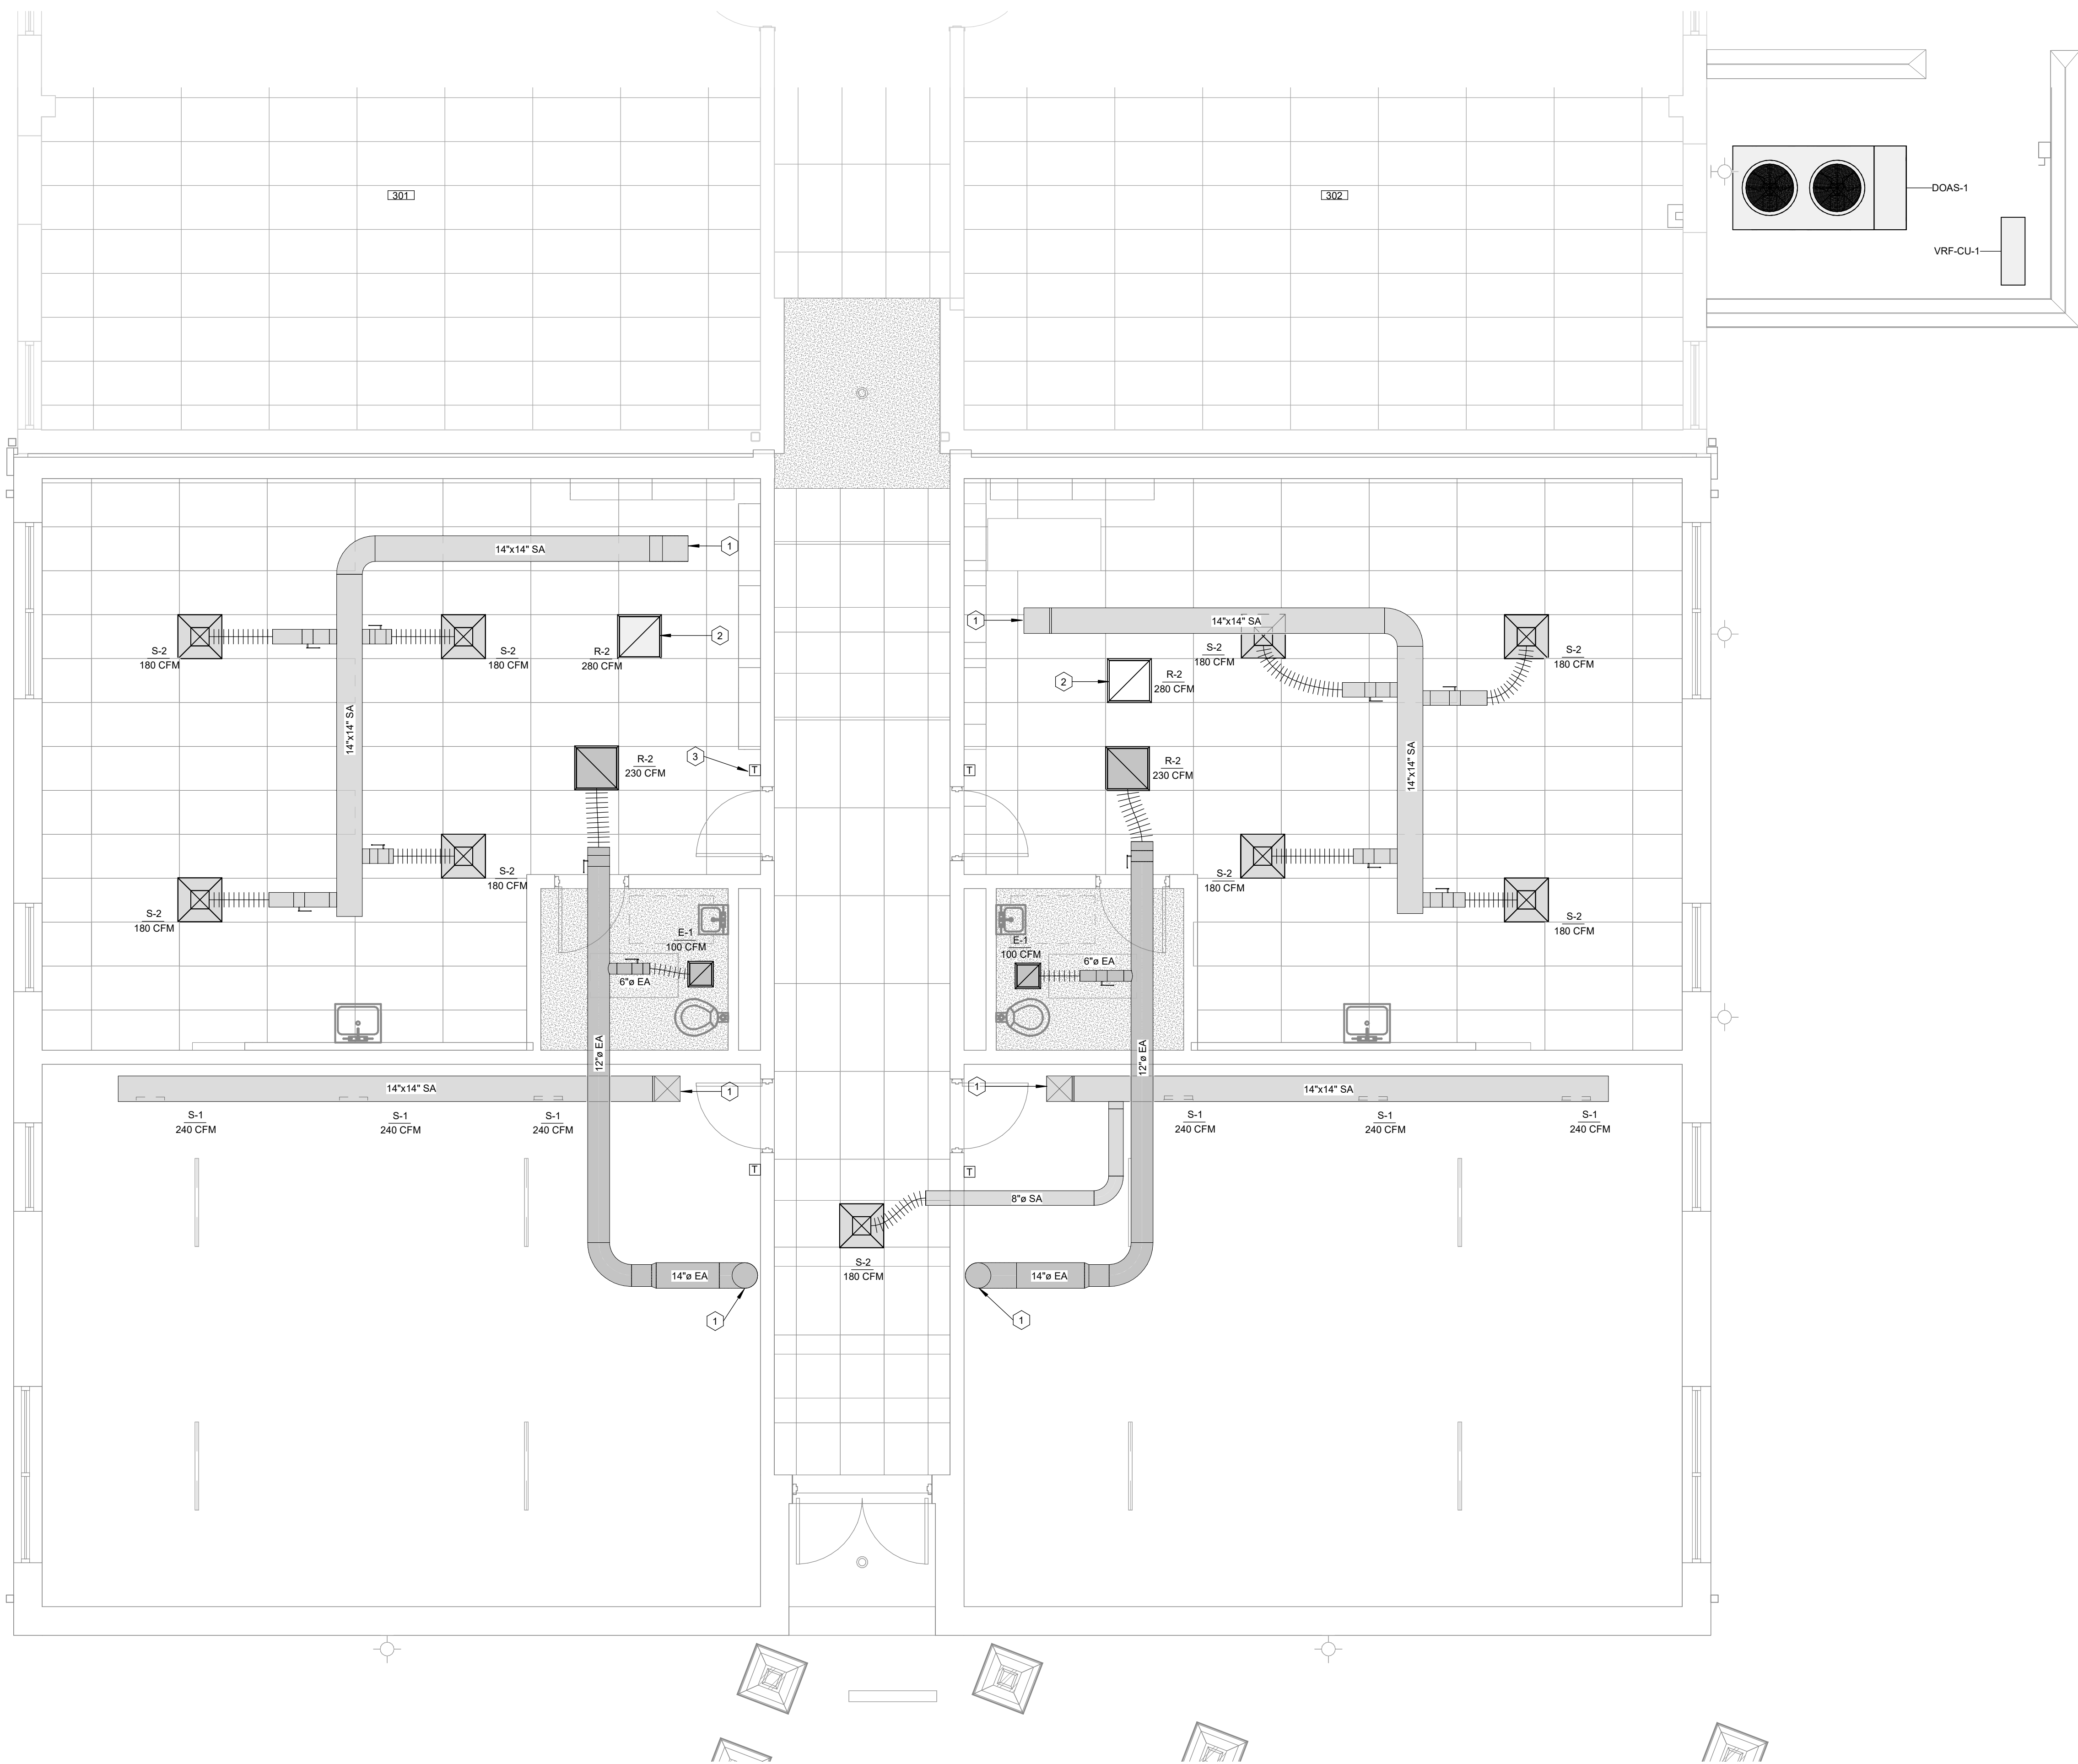 301
302
DOAS-1
VRF-CU-1
14"x14" SA
1
14"x14" SA
1
S-2
180 CFM
S-2
180 CFM
R-2
280 CFM
2
S-2
180 CFM
S-2
180 CFM
2
R-2
280 CFM
14"x14" SA
14"x14" SA
3
T
T
R-2
230 CFM
R-2
230 CFM
S-2
180 CFM
S-2
180 CFM
S-2
180 CFM
S-2
180 CFM
E-1
100 CFM
6"ø EA
E-1
100 CFM
6"ø EA
12"ø EA
12"ø EA
14"x14" SA
1
1
14"x14" SA
S-1
240 CFM
S-1
240 CFM
S-1
240 CFM
S-1
240 CFM
S-1
240 CFM
S-1
240 CFM
T
T
8"ø SA
S-2
180 CFM
14"ø EA
14"ø EA
1
1